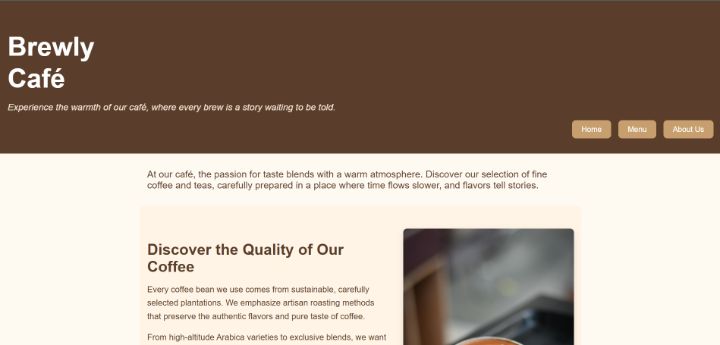 Brewly
Café
Experience the warmth of our café, where every brew is a story waiting to be told.
Home
Menu
About Us
At our café, the passion for taste blends with a warm atmosphere. Discover our selection of fine
coffee and teas, carefully prepared in a place where time flows slower, and flavors tell stories.
Discover the Quality of Our
Coffee
Every coffee bean we use comes from sustainable, carefully
selected plantations. We emphasize artisan roasting methods
that preserve the authentic flavors and pure taste of coffee.
From high-altitude Arabica varieties to exclusive blends, we want